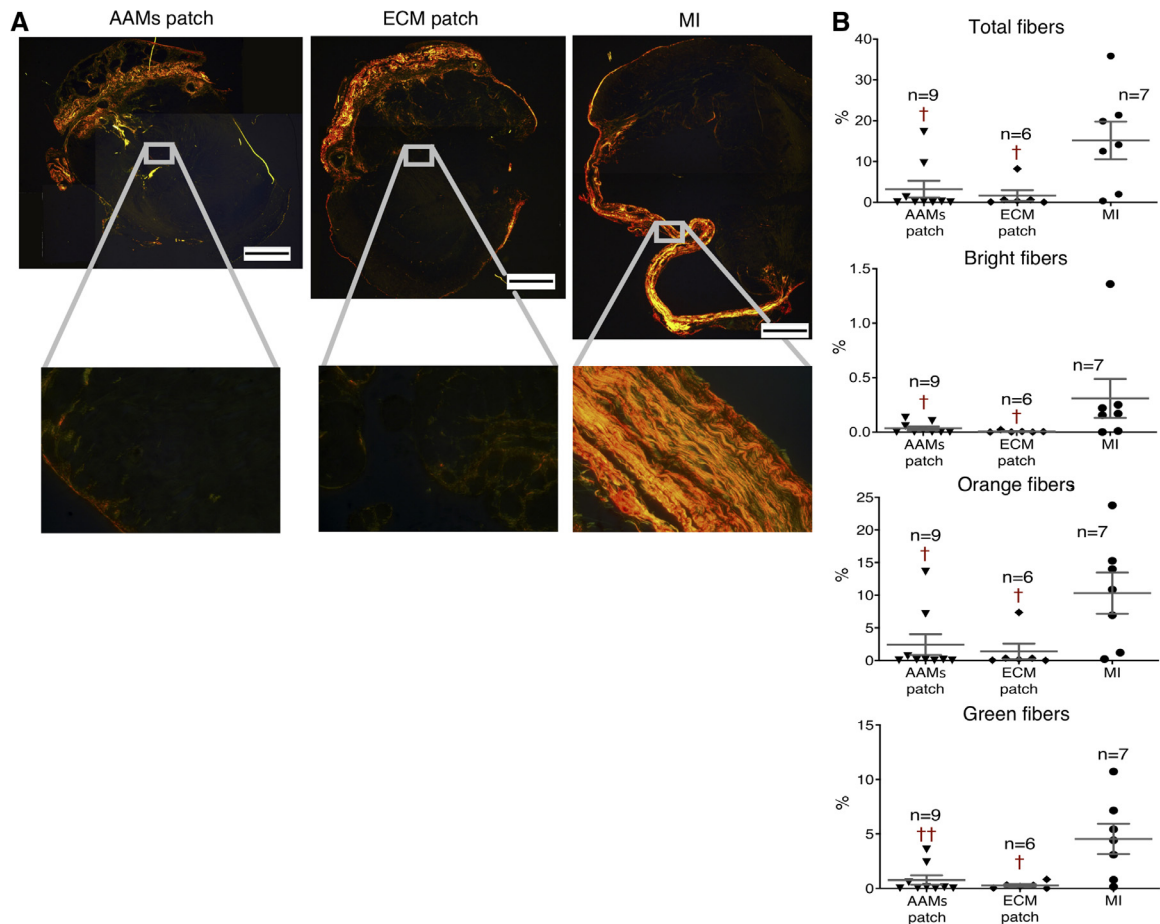 A
AAMs patch
ECM patch
MI
B
Total fibers
40
30
20
10
0
%
n=9
†
n=6
†
n=7
AAMs
patch
ECM
patch
MI
Bright fibers
1.5
1.0
0.5
0.0
%
n=9
†
n=6
†
n=7
AAMs
patch
ECM
patch
MI
Orange fibers
25
20
15
10
5
0
%
n=9
†
n=6
†
n=7
AAMs
patch
ECM
patch
MI
Green fibers
15
10
5
0
%
n=9
††
n=6
†
n=7
AAMs
patch
ECM
patch
MI